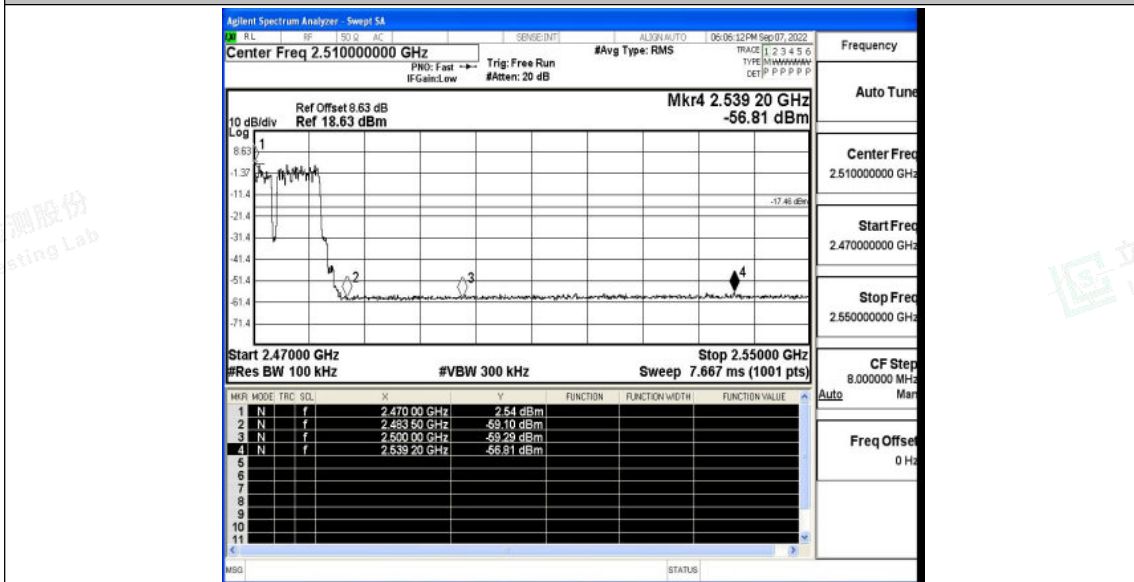 Agilent Spectrum Analyzer - Swept SA
RL RF 50 Ω AC SENSE:INT ALIGN AUTO 06:06:12 PM Sep 07, 2022
Center Freq 2.510000000 GHz #Avg Type: RMS TRACE 1 2 3 4 5 6
PNO: Fast Trig: Free Run TYPE M
IFGain:Low #Atten: 20 dB DET P P P P P P
Frequency
Auto Tune
Ref Offset 8.63 dB Mkr4 2.539 20 GHz
10 dB/div Ref 18.63 dBm -56.81 dBm
Log
8.63
-1.37
-11.4
-21.4
-31.4
-41.4
-51.4
-61.4
-71.4
1
2
3
4
-17.46 dBm
Center Freq
2.510000000 GHz
Start Freq
2.470000000 GHz
Stop Freq
2.550000000 GHz
Start 2.47000 GHz Stop 2.55000 GHz
#Res BW 100 kHz #VBW 300 kHz Sweep 7.667 ms (1001 pts)
CF Step
8.000000 MHz
Auto Man
MKR MODE TRC SCL X Y FUNCTION FUNCTION WIDTH FUNCTION VALUE
1 N f 2.470 00 GHz 2.54 dBm
2 N f 2.483 50 GHz -59.10 dBm
3 N f 2.500 00 GHz -59.29 dBm
4 N f 2.539 20 GHz -56.81 dBm
5
6
7
8
9
10
11
Freq Offset
0 Hz
MSG STATUS
测股份
esting Lab
立
LCS